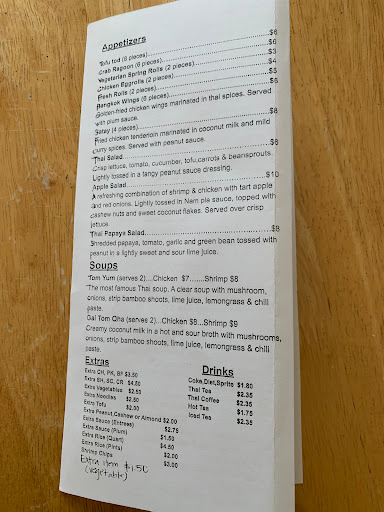 Appetizers
Tofu tod (8 pieces)....$6
Crab Ragoon (6 pieces)....$6
Vegetarian Spring Rolls (2 pieces)....$3
Chicken Eggrolls (2 pieces)....$4
Fresh Rolls (2 pieces)....$5
Bangkok Wings (6 pieces)....$6
Golden-fried chicken wings marinated in thai spices. Served
with plum sauce.
Satay (4 pieces)....$8
Fried chicken tenderloin marinated in coconut milk and mild
curry spices. Served with peanut sauce.
Thai Salad....$6
Crisp lettuce, tomato, cucumber, tofu,carrots & beansprouts.
Lightly tossed in a tangy peanut sauce dressing.
Apple Salad....$10
A refreshing combination of shrimp & chicken with tart apple
and red onions. Lightly tossed in Nam pla sauce, topped with
cashew nuts and sweet coconut flakes. Served over crisp
lettuce.
Thai Papaya Salad....$8
Shredded papaya, tomato, garlic and green bean tossed with
peanut in a lightly sweet and sour lime sauce.
Soups
Tom Yum (serves 2)....Chicken $7.......Shrimp $8
"The most famous Thai soup. A clear soup with mushroom,
onions, strip bamboo shoots, lime juice, lemongrass & chili
paste.
Gai Tom Qha (serves 2)...Chicken $8...Shrimp $9
Creamy coconut milk in a hot and sour broth with mushrooms,
onions, strip bamboo shoots, lime juice, lemongrass & chili
paste.
Extras
Extra CH, PK, BF $3.50
Extra SH, SC, CR $4.50
Extra Vegetables $2.50
Extra Noodles $2.50
Extra Tofu $2.00
Extra Peanut,Cashew or Almond $2.00
Extra Sauce (Entrees) $2.75
Extra Sauce (Plum) $1.50
Extra Rice (Quart) $4.50
Extra Rice (Pints) $2.00
Shrimp Chips $3.00
Extra item $1.50
(vegetable)
Drinks
Coke,Diet,Sprite $1.80
Thai Tea $2.35
Thai Coffee $2.35
Hot Tea $1.75
Iced Tea $2.35